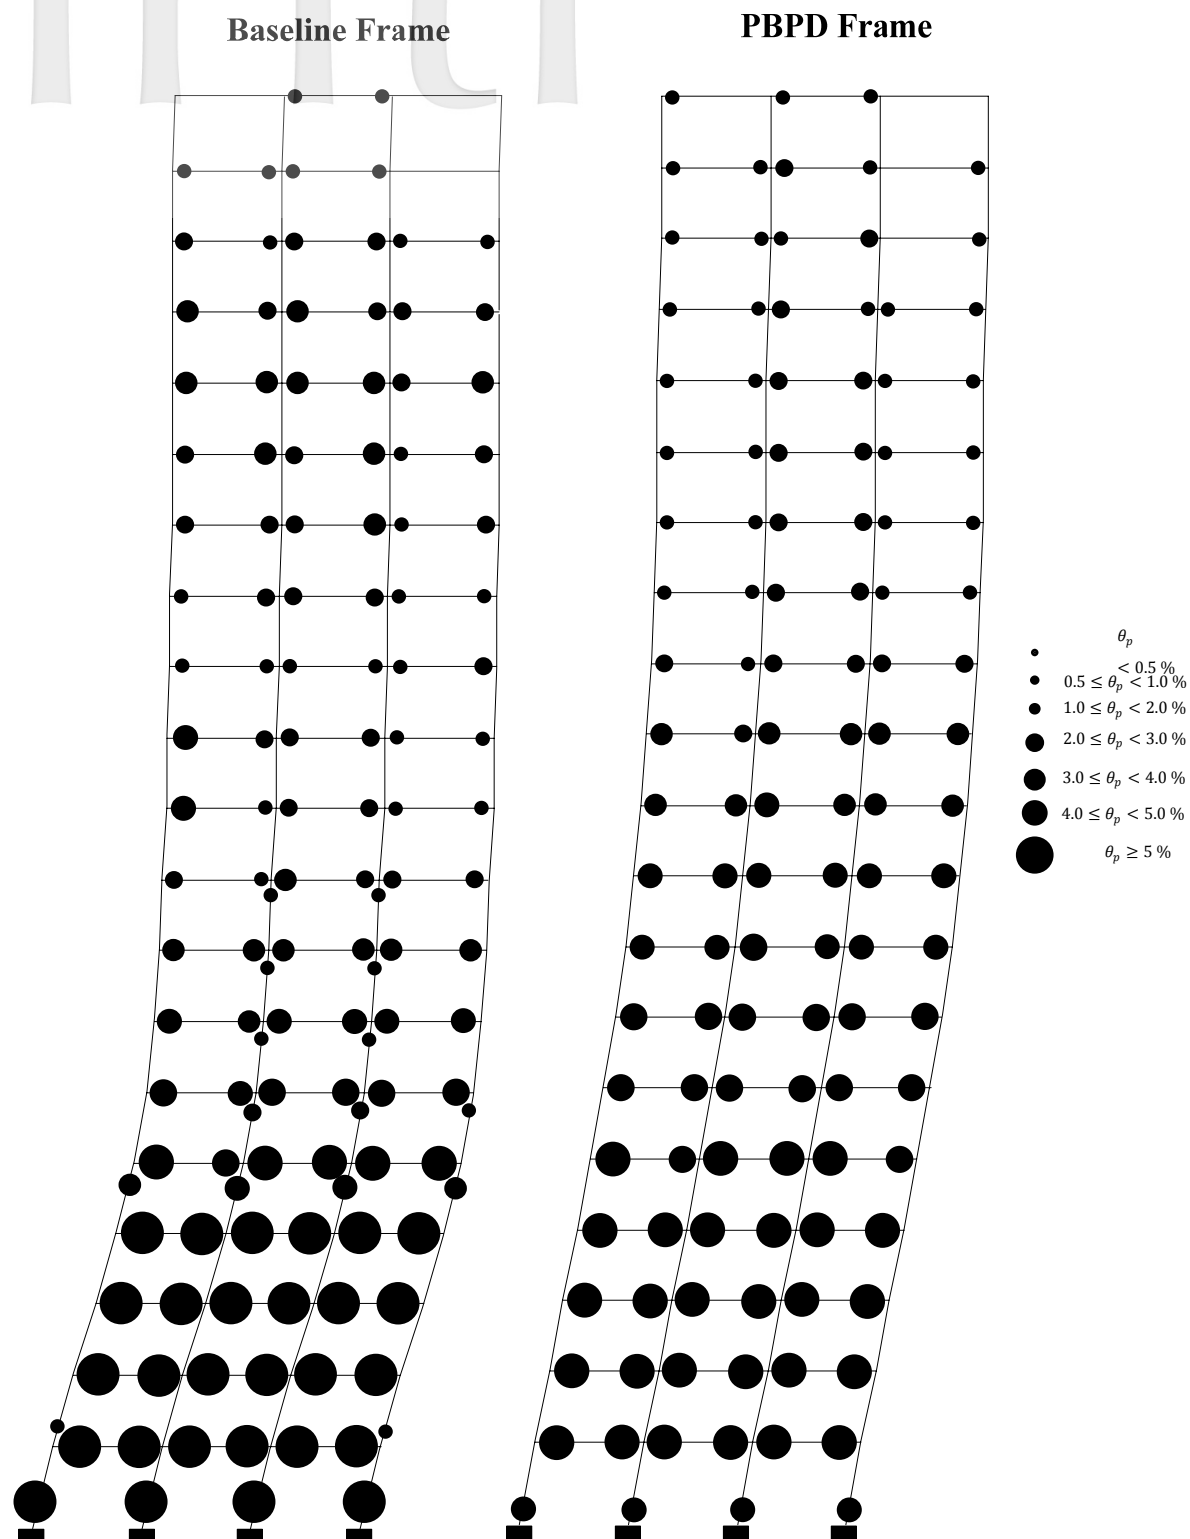 Baseline Frame
PBPD Frame
θp
< 0.5 %
0.5 ≤ θp < 1.0 %
1.0 ≤ θp < 2.0 %
2.0 ≤ θp < 3.0 %
3.0 ≤ θp < 4.0 %
4.0 ≤ θp < 5.0 %
θp ≥ 5 %